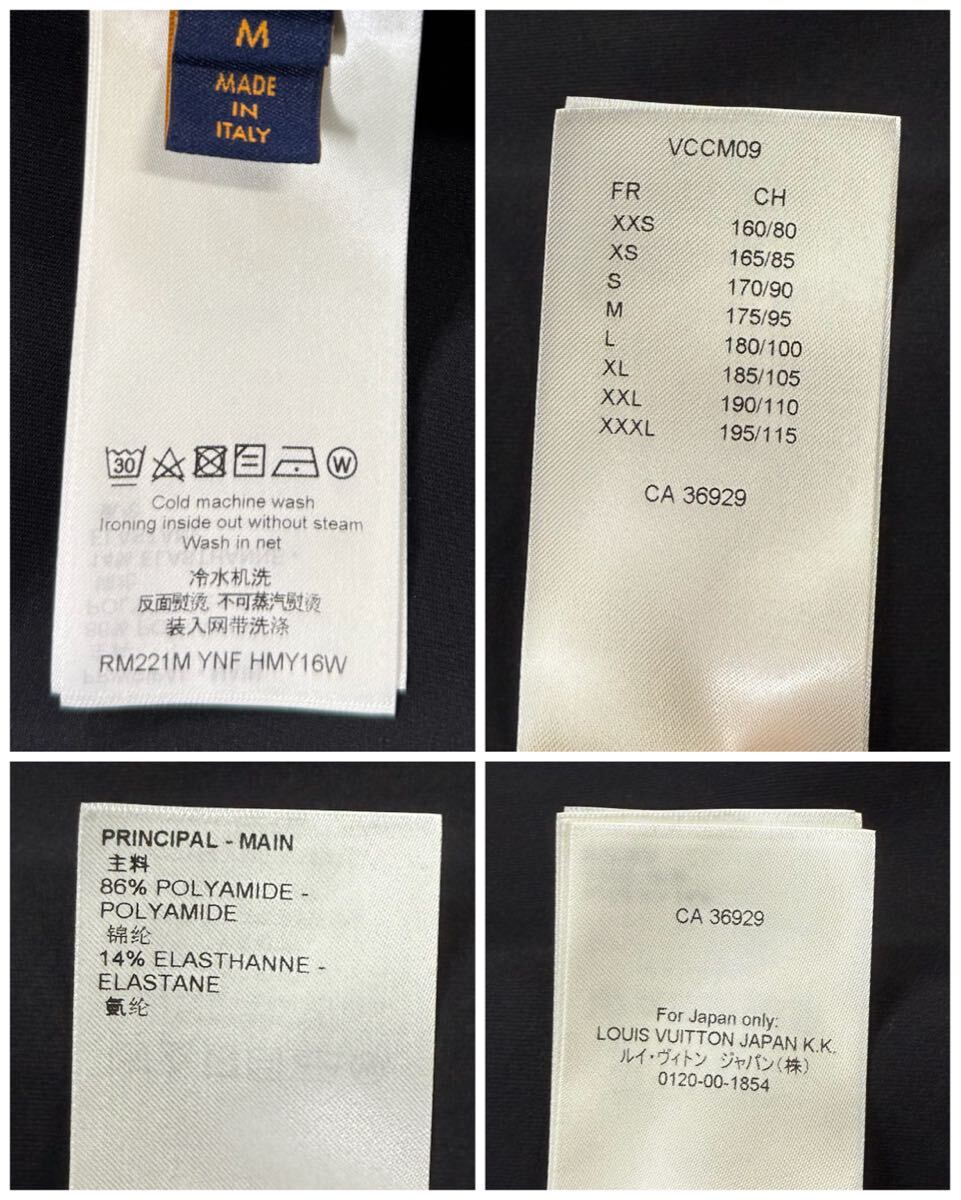 M
MADE
IN
ITALY
30
W
Cold machine wash
Ironing inside out without steam
Wash in net
冷水机洗
反面熨烫, 不可蒸汽熨烫
装入网带洗涤
RM221M YNF HMY16W
VCCM09
FR CH
XXS 160/80
XS 165/85
S 170/90
M 175/95
L 180/100
XL 185/105
XXL 190/110
XXXL 195/115
CA 36929
PRINCIPAL - MAIN
主料
86% POLYAMIDE -
POLYAMIDE
锦纶
14% ELASTHANNE -
ELASTANE
氨纶
CA 36929
For Japan only:
LOUIS VUITTON JAPAN K.K.
ルイ・ヴィトン ジャパン(株)
0120-00-1854